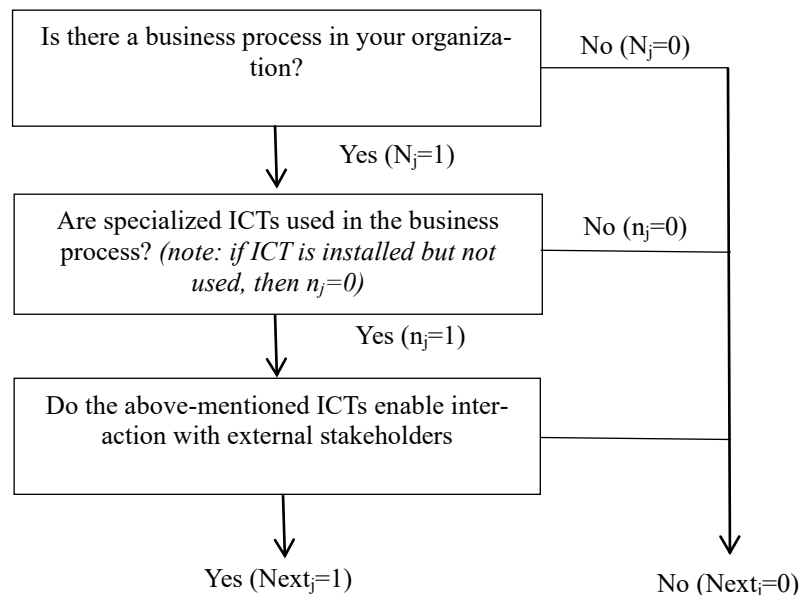 Is there a business process in your organiza-
tion?
No (Nj=0)
Yes (Nj=1)
Are specialized ICTs used in the business
process? (note: if ICT is installed but not
used, then nj=0)
No (nj=0)
Yes (nj=1)
Do the above-mentioned ICTs enable inter-
action with external stakeholders
Yes (Nextj=1)
No (Nextj=0)